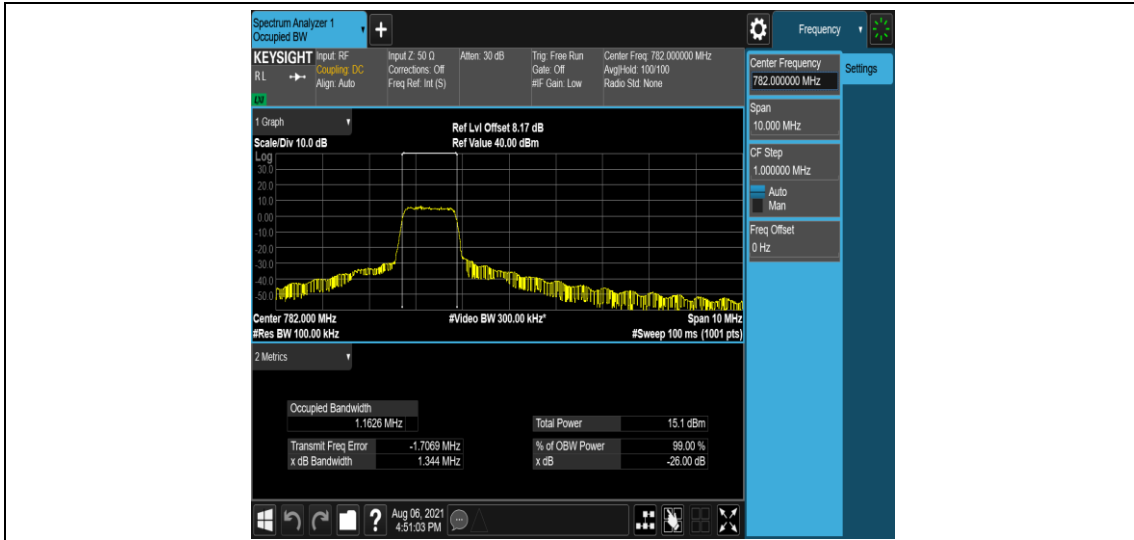 Spectrum Analyzer 1
Occupied BW
Frequency
KEYSIGHT
Input: RF
Coupling: DC
Align: Auto
Input Z: 50 Ω
Corrections: Off
Freq Ref: Int (S)
Atten: 30 dB
Trig: Free Run
Gate: Off
#IF Gain: Low
Center Freq: 782.000000 MHz
Avg|Hold: 100/100
Radio Std: None
R L
Center Frequency
782.000000 MHz
Settings
Span
10.000 MHz
CF Step
1.000000 MHz
Auto
Man
Freq Offset
0 Hz
1 Graph
Ref Lvl Offset 8.17 dB
Scale/Div 10.0 dB
Ref Value 40.00 dBm
Log
30.0
20.0
10.0
0.00
-10.0
-20.0
-30.0
-40.0
-50.0
Center 782.000 MHz
#Video BW 300.00 kHz*
Span 10 MHz
#Res BW 100.00 kHz
#Sweep 100 ms (1001 pts)
2 Metrics
Occupied Bandwidth
1.1626 MHz
Total Power 15.1 dBm
Transmit Freq Error -1.7069 MHz
% of OBW Power 99.00 %
x dB Bandwidth 1.344 MHz
x dB -26.00 dB
?
Aug 06, 2021
4:51:03 PM